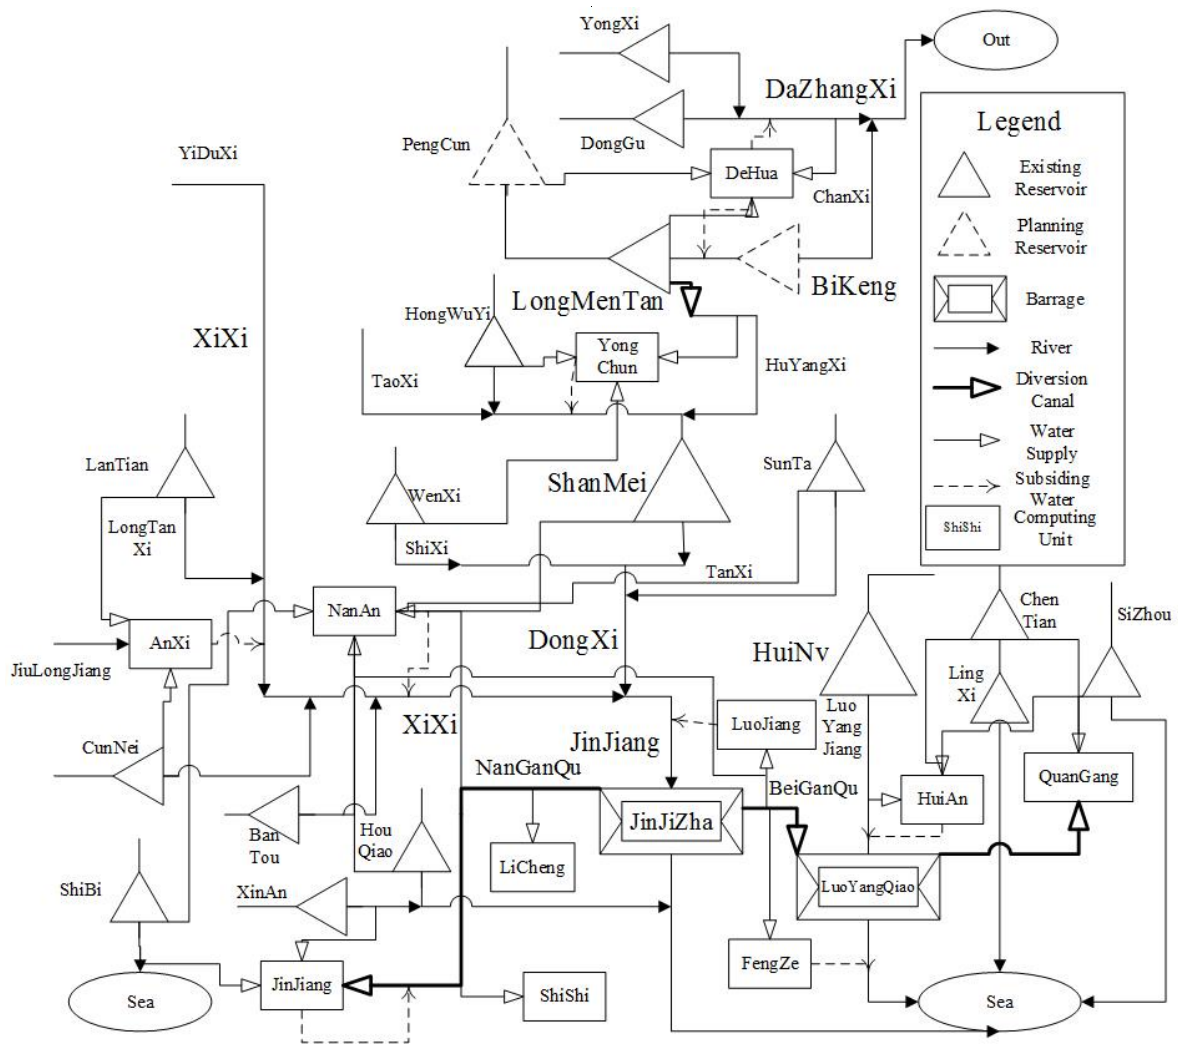 YongXi
Out
DaZhangXi
Legend
PengCun
DongGu
YiDuXi
DeHua
ChanXi
Existing
Reservoir
Planning
Reservoir
BiKeng
LongMenTan
HongWuYi
Barrage
XiXi
Yong
Chun
River
TaoXi
HuYangXi
Diversion
Canal
Water
Supply
LanTian
ShanMei
SunTa
WenXi
Subsiding
Water
LongTan
Xi
ShiShi
Computing
Unit
ShiXi
TanXi
NanAn
Chen
Tian
SiZhou
AnXi
DongXi
HuiNv
JiuLongJiang
Ling
Xi
XiXi
LuoJiang
Luo
Yang
Jiang
CunNei
JinJiang
NanGanQu
BeiGanQu
QuanGang
HuiAn
Ban
Tou
Hou
Qiao
JinJiZha
LiCheng
ShiBi
XinAn
LuoYangQiao
FengZe
JinJiang
ShiShi
Sea
Sea